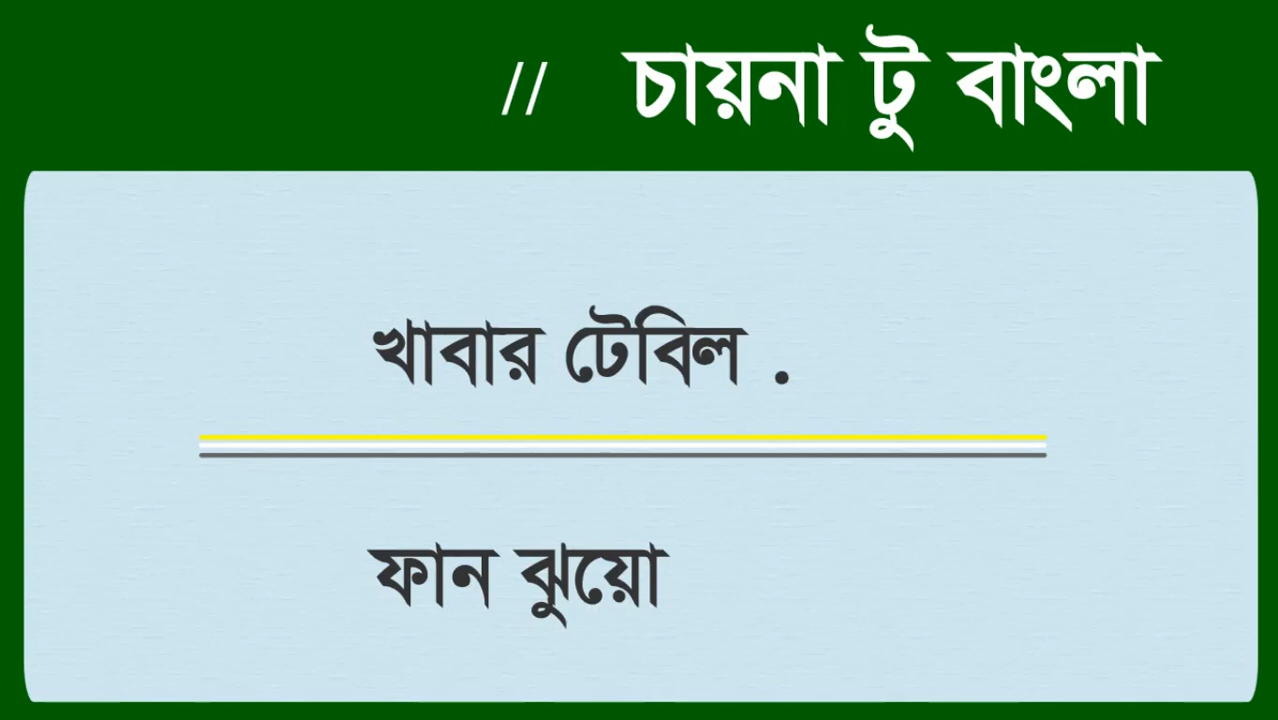 // চায়না টু বাংলা
খাবার টেবিল .
ফান ঝুয়ো